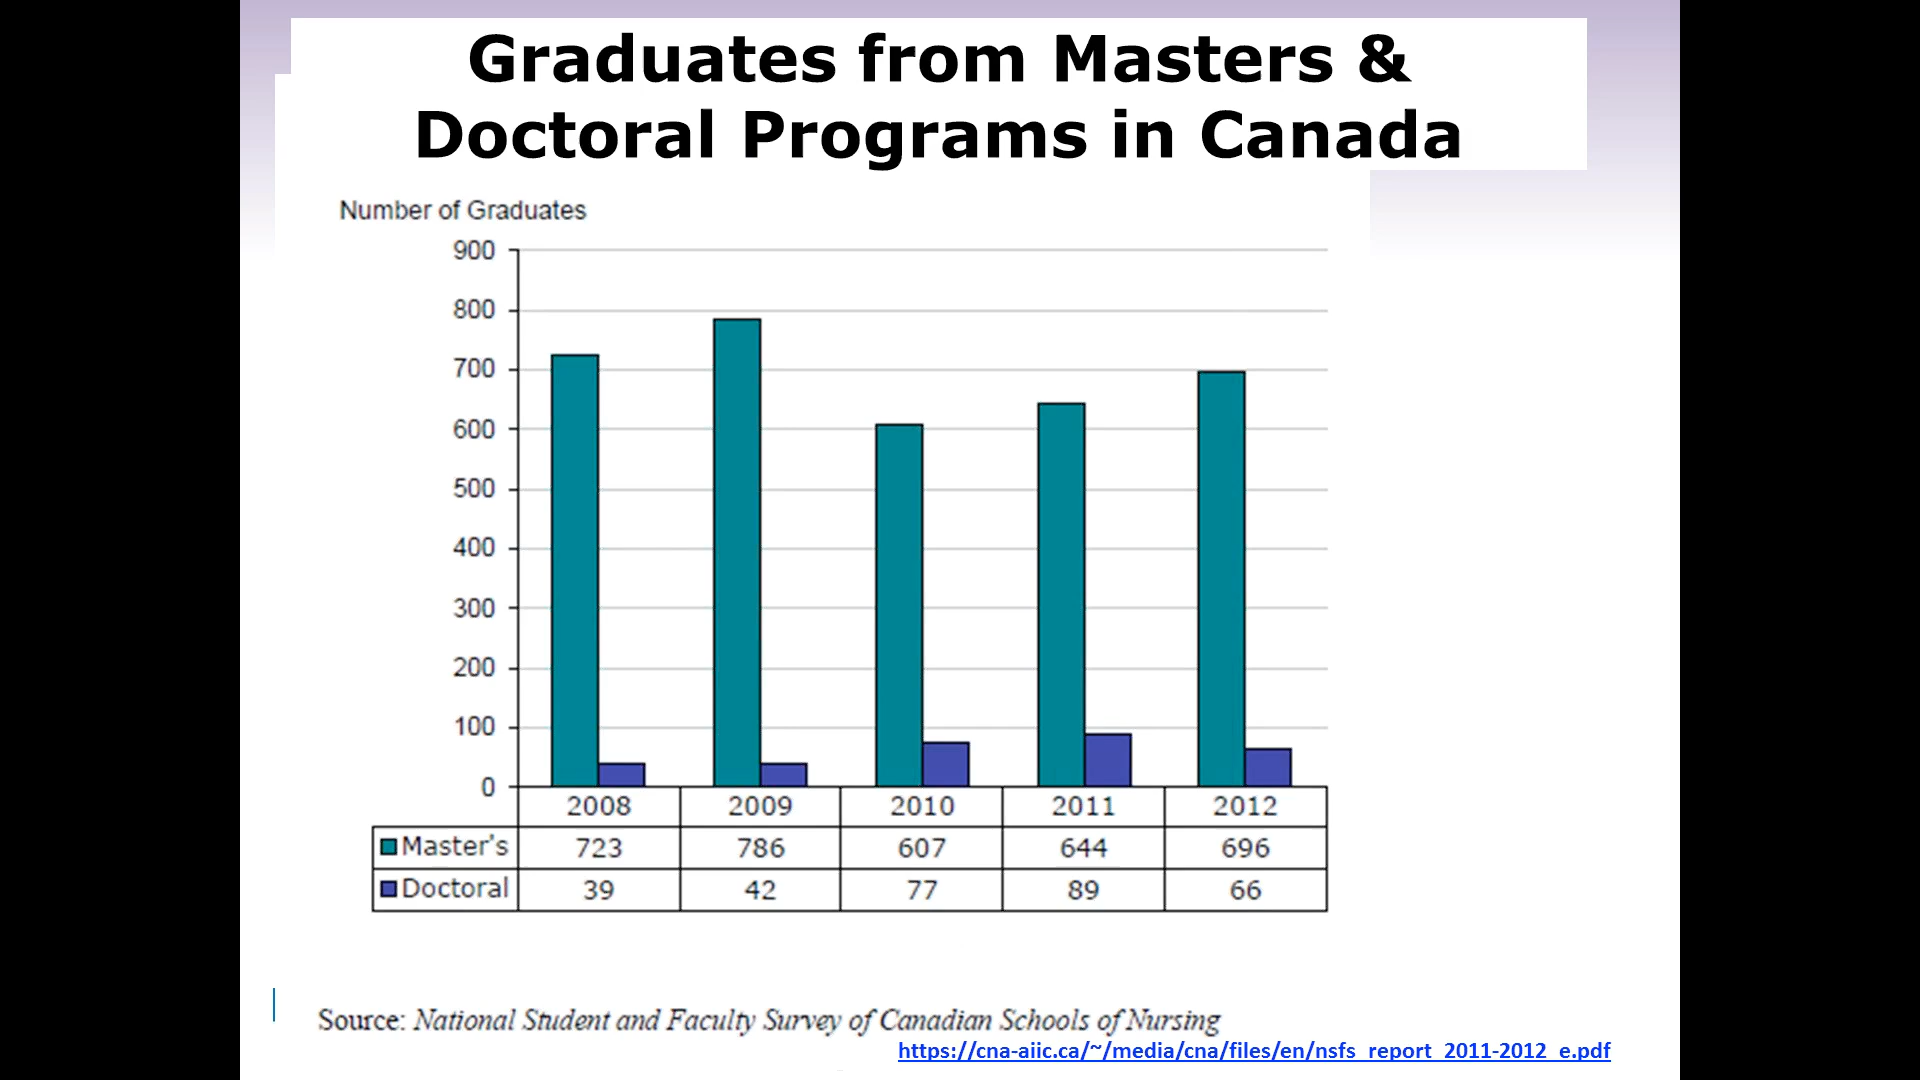 Graduates from Masters &
Doctoral Programs in Canada
Number of Graduates
900
800
700
600
500
400
300
200
100
0
2008 2009 2010 2011 2012
Master's 723 786 607 644 696
Doctoral 39 42 77 89 66
Source: National Student and Faculty Survey of Canadian Schools of Nursing
https://cna-aiic.ca/~/media/cna/files/en/nsfs_report_2011-2012_e.pdf